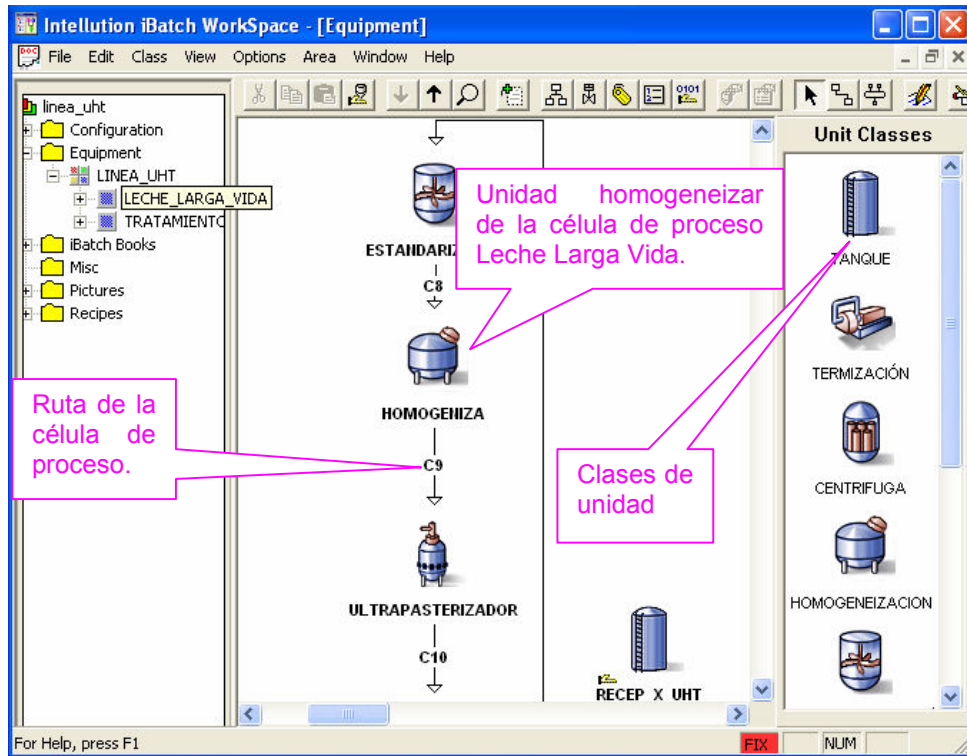 Intellution iBatch WorkSpace - [Equipment]
File Edit Class View Options Area Window Help
linea_uht
Configuration
Equipment
LINEA_UHT
LECHE_LARGA_VIDA
TRATAMIENTO
iBatch Books
Misc
Pictures
Recipes
0101
ESTANDARIZ
C8
HOMOGENIZA
C9
ULTRAPASTERIZADOR
C10
RECEP X UHT
Unidad homogeneizar
de la célula de proceso
Leche Larga Vida.
Ruta de la
célula de
proceso.
Clases de
unidad
Unit Classes
TANQUE
TERMIZACIÓN
CENTRIFUGA
HOMOGENEIZACION
For Help, press F1
FIX
NUM